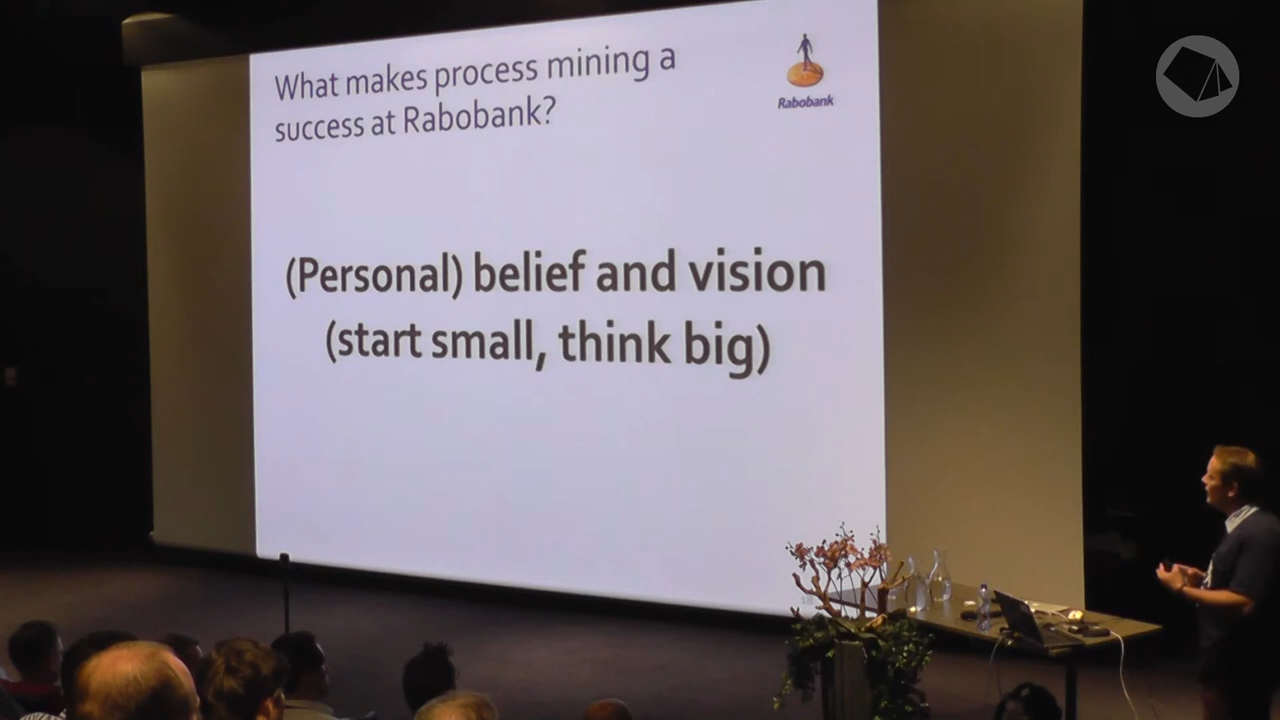 What makes process mining a
success at Rabobank?
Rabobank
(Personal) belief and vision
(start small, think big)